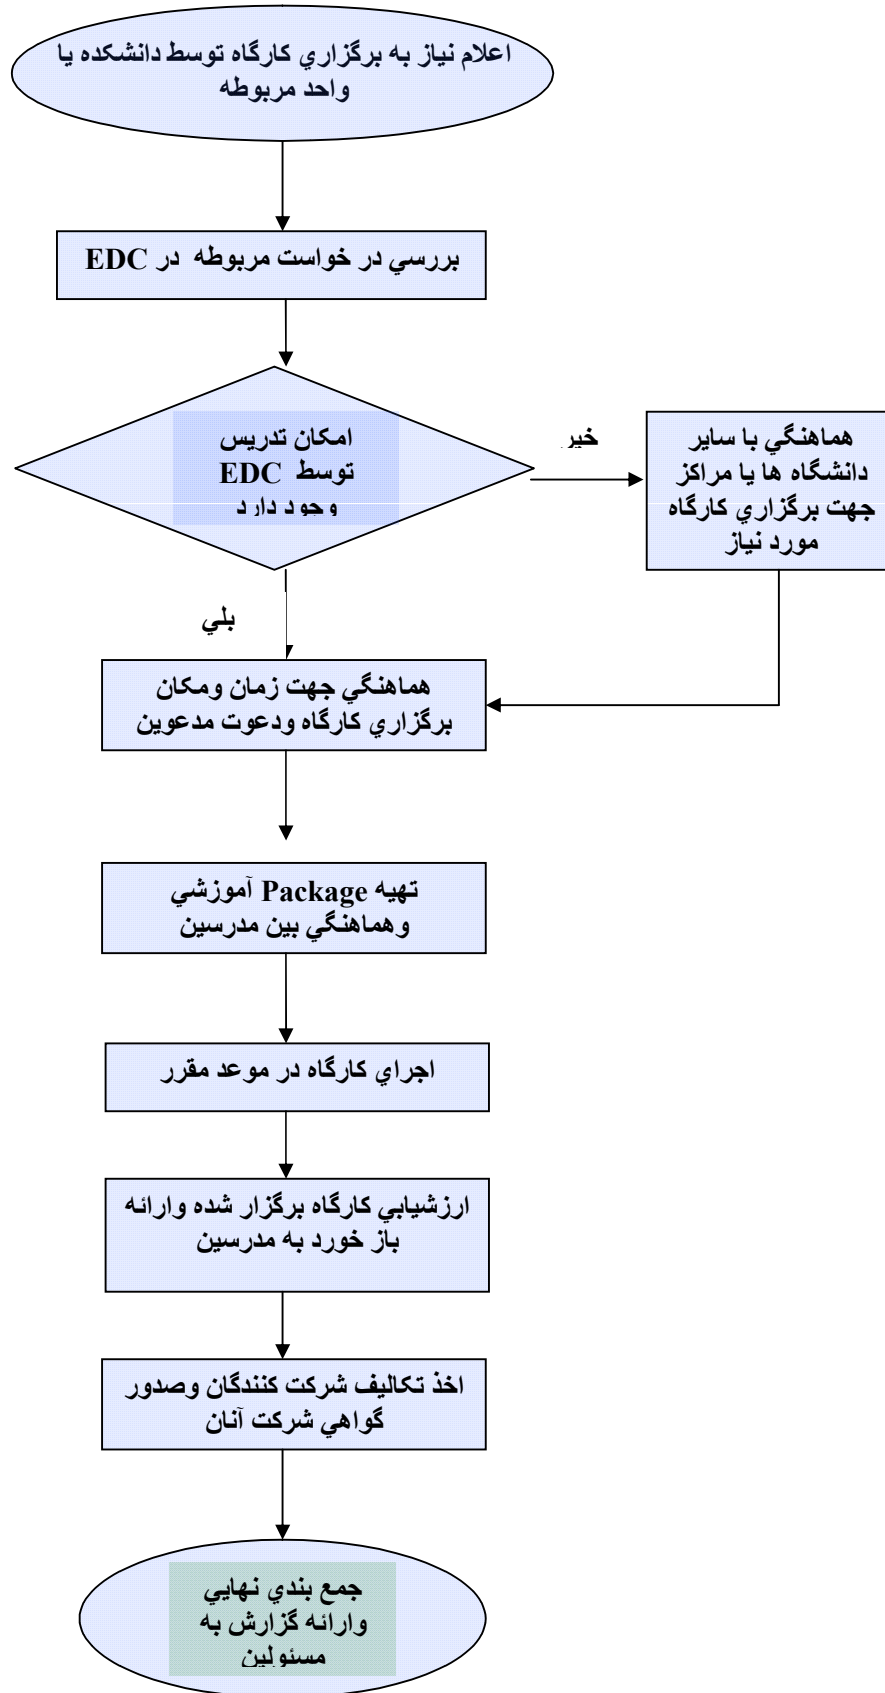 اعلام نياز به برگزاري كارگاه توسط دانشكده يا
واحد مربوطه
بررسي در خواست مربوطه در EDC
امكان تدريس
توسط EDC
وجود دارد
خير
هماهنگي با ساير
دانشگاه ها يا مراكز
جهت برگزاري كارگاه
مورد نياز
بلي
هماهنگي جهت زمان ومكان
برگزاري كارگاه ودعوت مدعوين
تهيه Package آموزشي
وهماهنگي بين مدرسين
اجراي كارگاه در موعد مقرر
ارزشيابي كارگاه برگزار شده وارائه
باز خورد به مدرسين
اخذ تكاليف شركت كنندگان وصدور
گواهي شركت آنان
جمع بندي نهايي
وارائه گزارش به
مسئولين